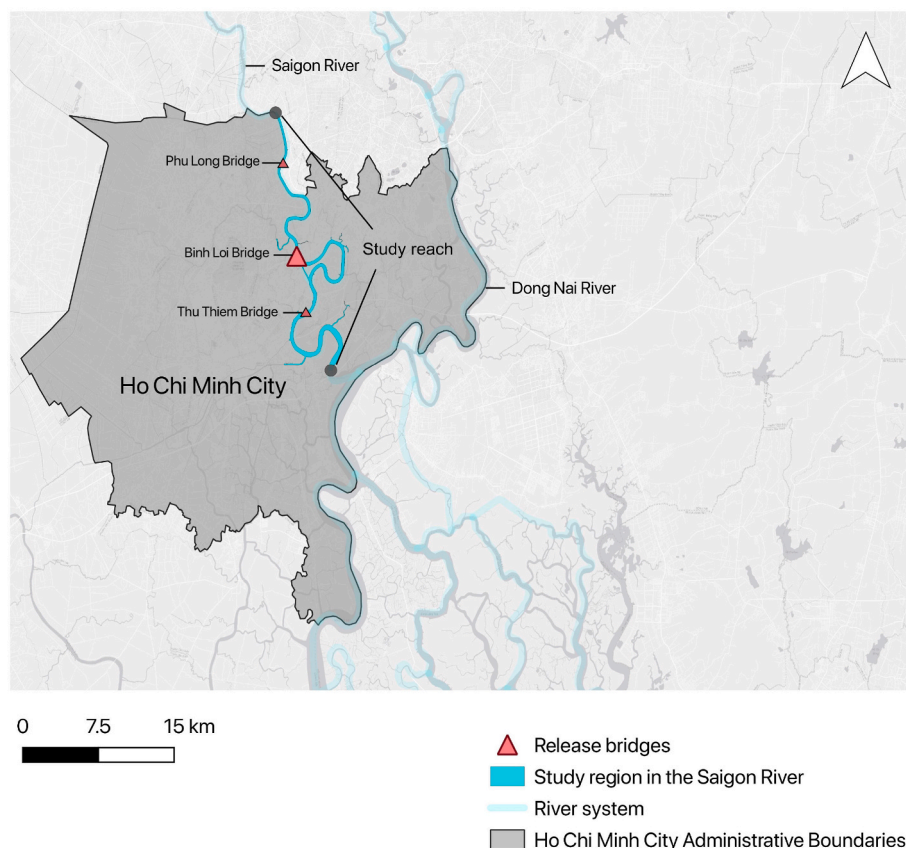 Saigon River
Phu Long Bridge
Study reach
Binh Loi Bridge
Dong Nai River
Thu Thiem Bridge
Ho Chi Minh City
0 7.5 15 km
Release bridges
Study region in the Saigon River
River system
Ho Chi Minh City Administrative Boundaries